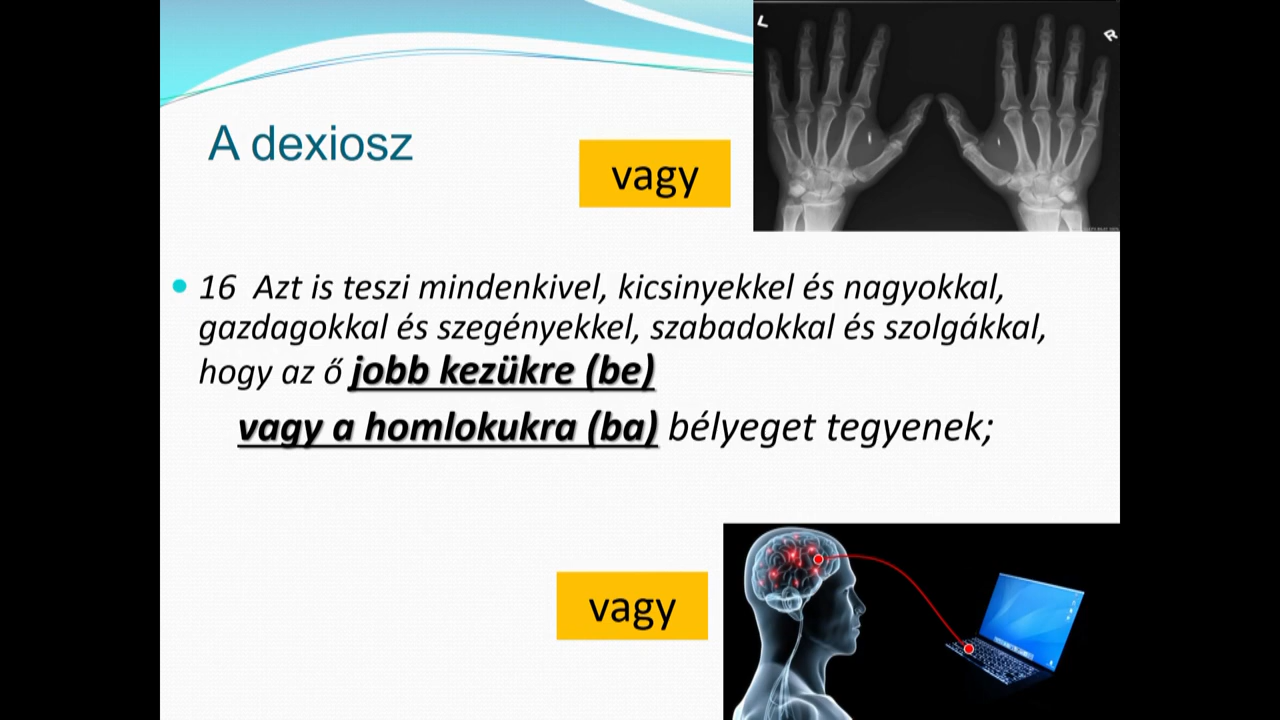 L
R
A dexiosz
vagy
16 Azt is teszi mindenkivel, kicsinyekkel és nagyokkal,
gazdagokkal és szegényekkel, szabadokkal és szolgákkal,
hogy az ő jobb kezükre (be)
vagy a homlokukra (ba) bélyeget tegyenek;
vagy